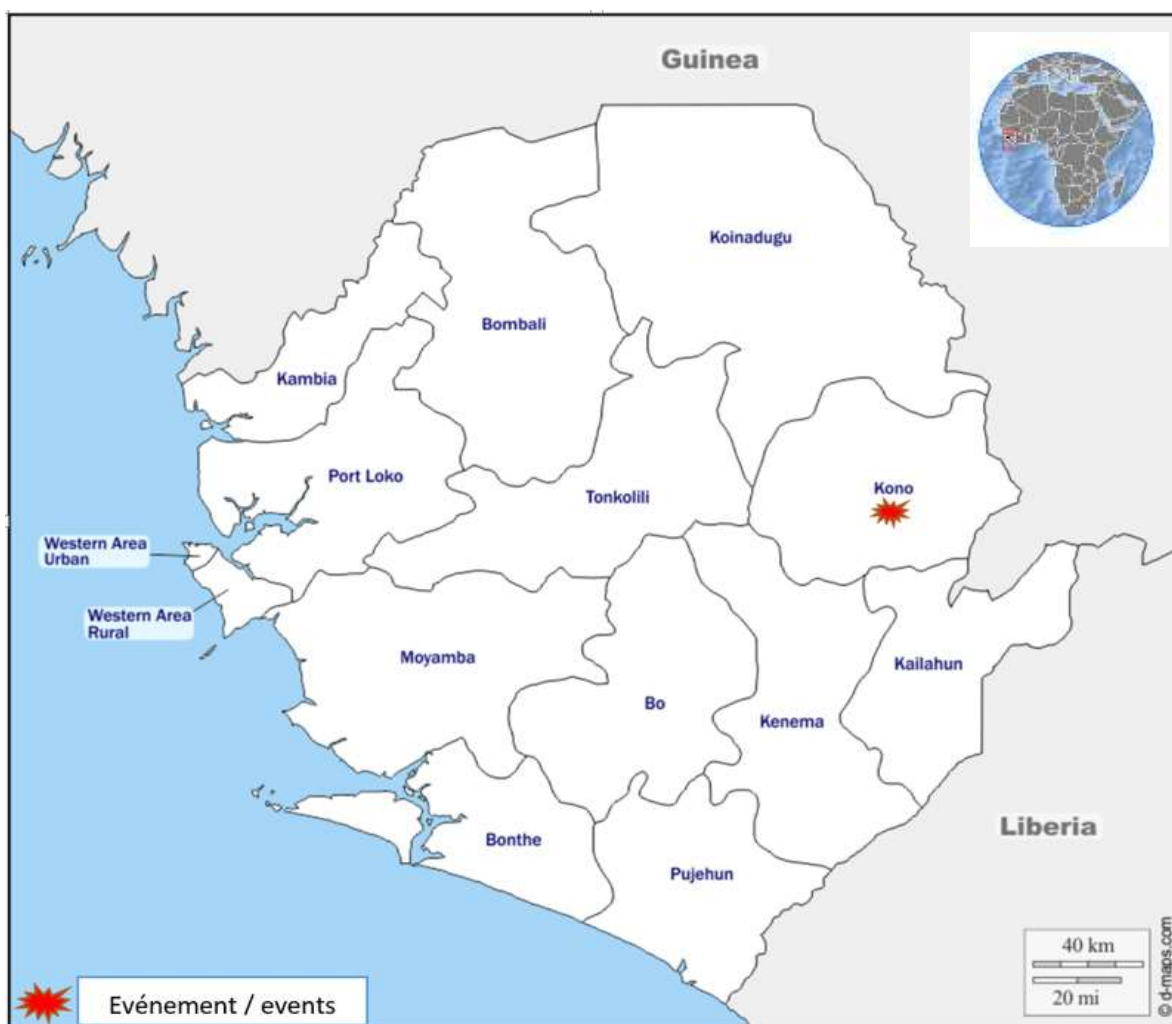 Guinea
Koinadugu
Bombali
Kambia
Port Loko
Tonkolili
Kono
Western Area
Urban
Western Area
Rural
Moyamba
Kailahun
Bo
Kenema
Liberia
Bonthe
Pujehun
40 km
20 mi
© d-maps.com
Evénement / events